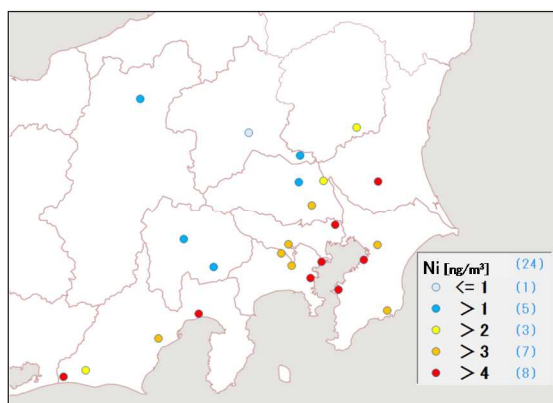 Ni [ng/m³] (24)
<= 1 (1)
> 1 (5)
> 2 (3)
> 3 (7)
> 4 (8)